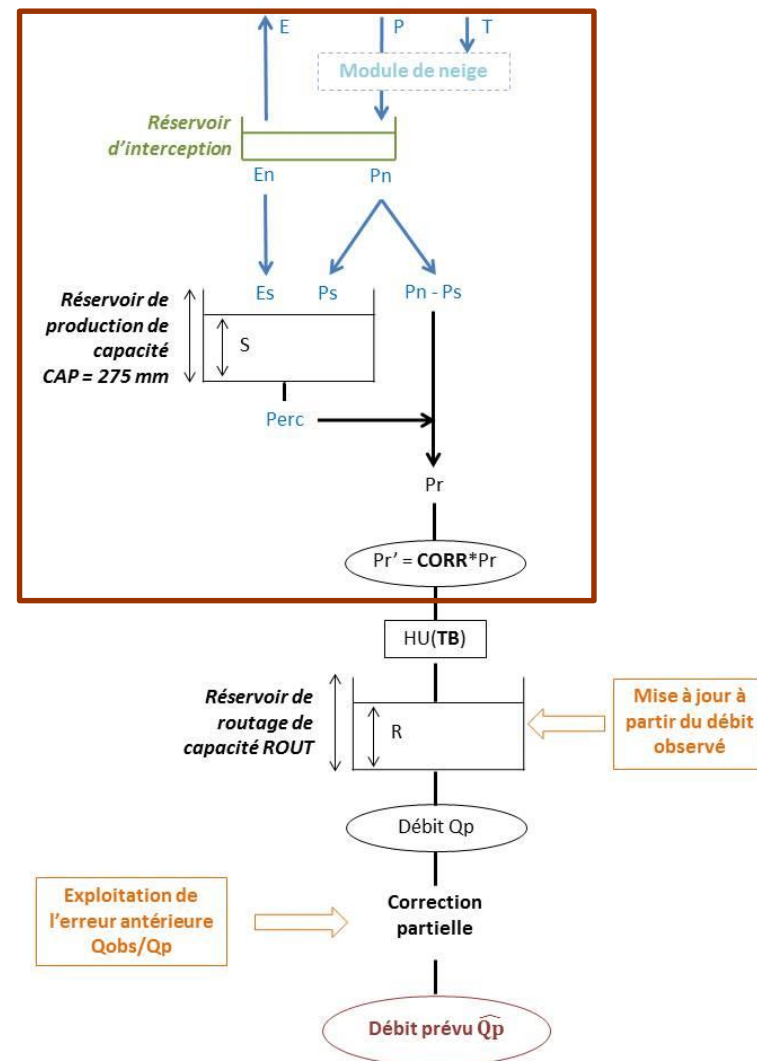 E
P
T
Module de neige
Réservoir
d'interception
En
Pn
Es
Ps
Pn - Ps
Réservoir de
production de
capacité
CAP = 275 mm
S
Perc
Pr
Pr' = CORR*Pr
HU(TB)
Réservoir de
routage de
capacité ROUT
R
Mise à jour à
partir du débit
observé
Débit Qp
Exploitation de
l'erreur antérieure
Qobs/Qp
Correction
partielle
Débit prévu Q̂p